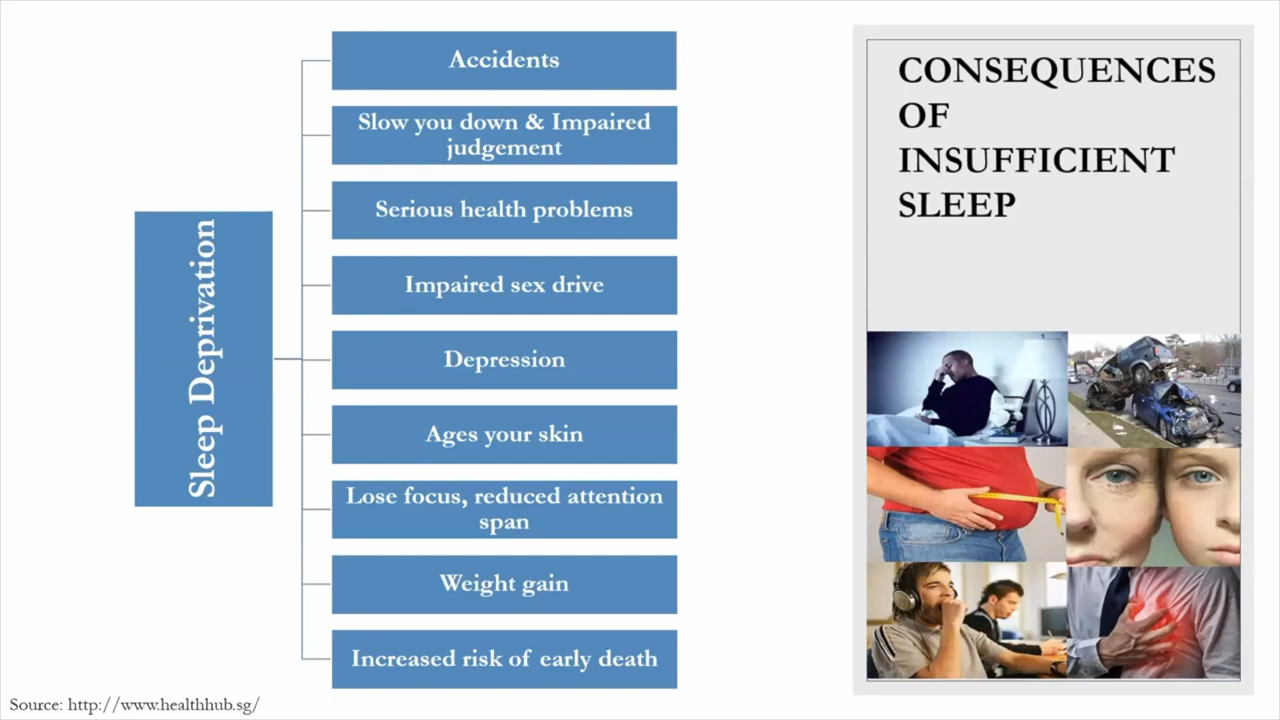 Sleep Deprivation
Accidents
Slow you down & Impaired
judgement
Serious health problems
Impaired sex drive
Depression
Ages your skin
Lose focus, reduced attention
span
Weight gain
Increased risk of early death
CONSEQUENCES
OF
INSUFFICIENT
SLEEP
Source: http://www.healthhub.sg/